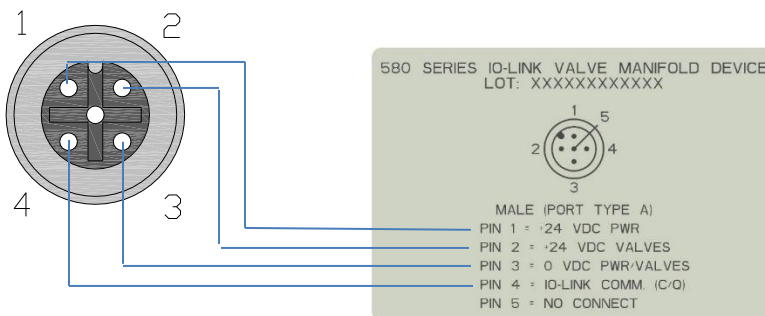 1 2
4 3
580 SERIES IO-LINK VALVE MANIFOLD DEVICE
LOT: XXXXXXXXXXXX
1
5
2 4
3
MALE (PORT TYPE A)
PIN 1 = +24 VDC PWR
PIN 2 = +24 VDC VALVES
PIN 3 = 0 VDC PWR/VALVES
PIN 4 = IO-LINK COMM. (C/Q)
PIN 5 = NO CONNECT